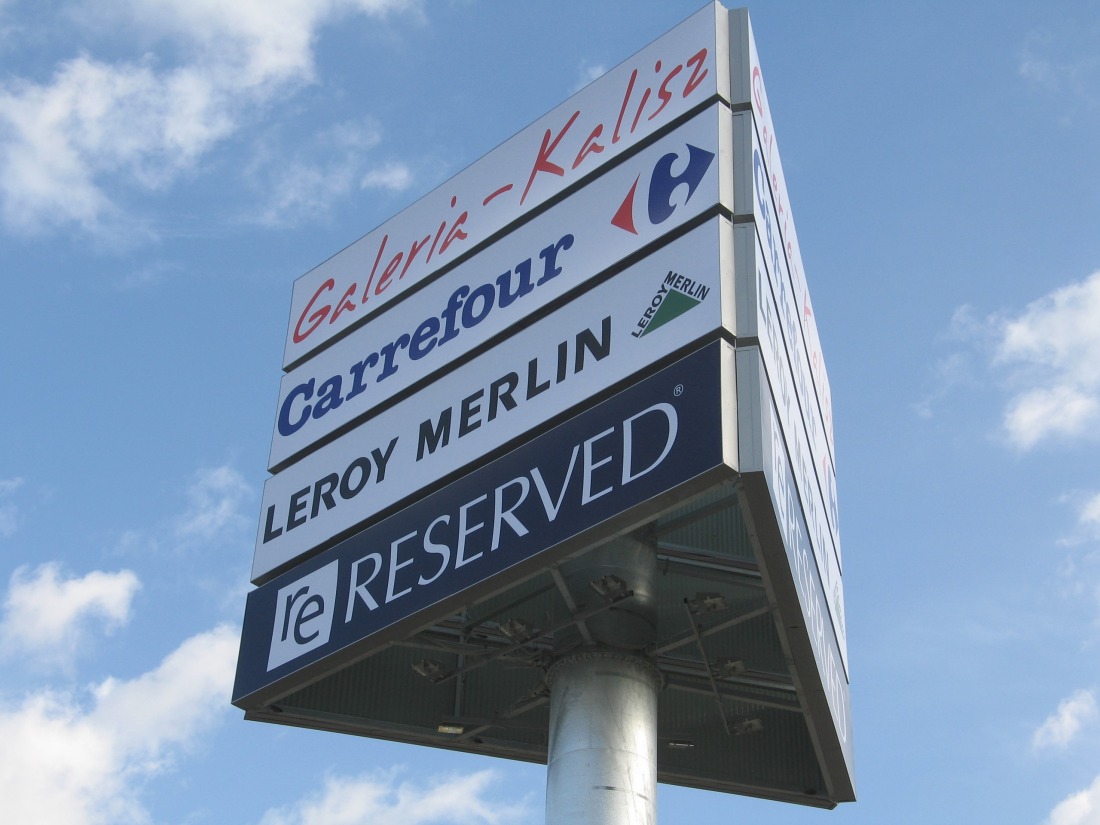 Galeria-Kalisz
Carrefour
LEROY MERLIN
LEROY MERLIN
re RESERVED®